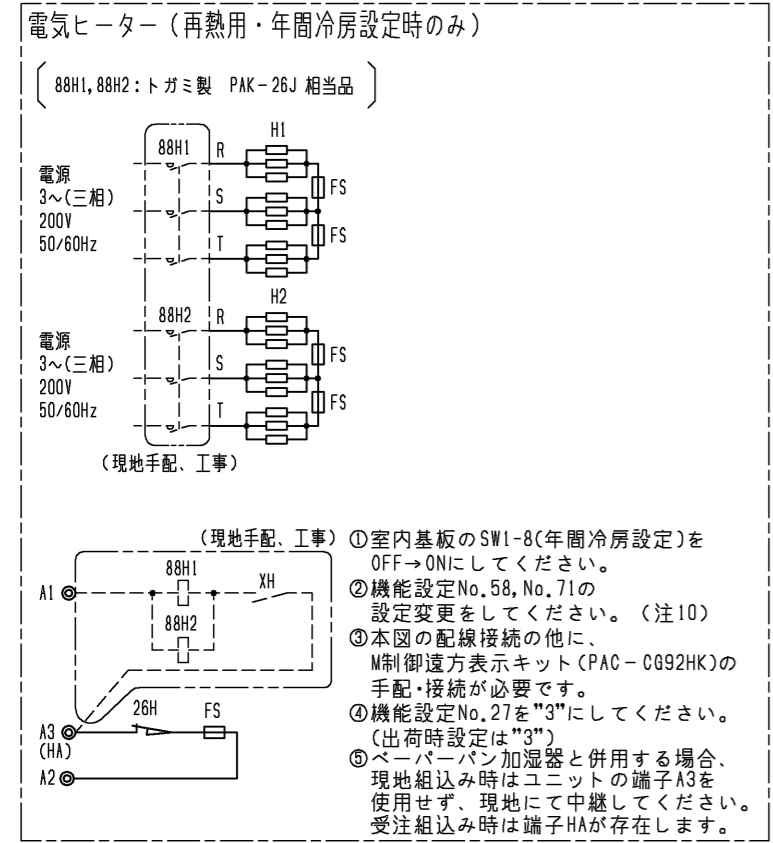 電気ヒーター(再熱用・年間冷房設定時のみ)
88H1,88H2:トガミ製 PAK-26J 相当品
88H1
R
H1
電源
3~(三相)
200V
50/60Hz
S
T
FS
FS
88H2
R
H2
電源
3~(三相)
200V
50/60Hz
S
T
FS
FS
(現地手配、工事)
(現地手配、工事)
A1
88H1
XH
88H2
A3
(HA)
26H
FS
A2
①室内基板のSW1-8(年間冷房設定)を
OFF→ONにしてください。
②機能設定No.58,No.71の
設定変更をしてください。(注10)
③本図の配線接続の他に、
M制御遠方表示キット(PAC-CG92HK)の
手配・接続が必要です。
④機能設定No.27を"3"にしてください。
(出荷時設定は"3")
⑤ペーパーパン加湿器と併用する場合、
現地組込み時はユニットの端子A3を
使用せず、現地にて中継してください。
受注組込み時は端子HAが存在します。